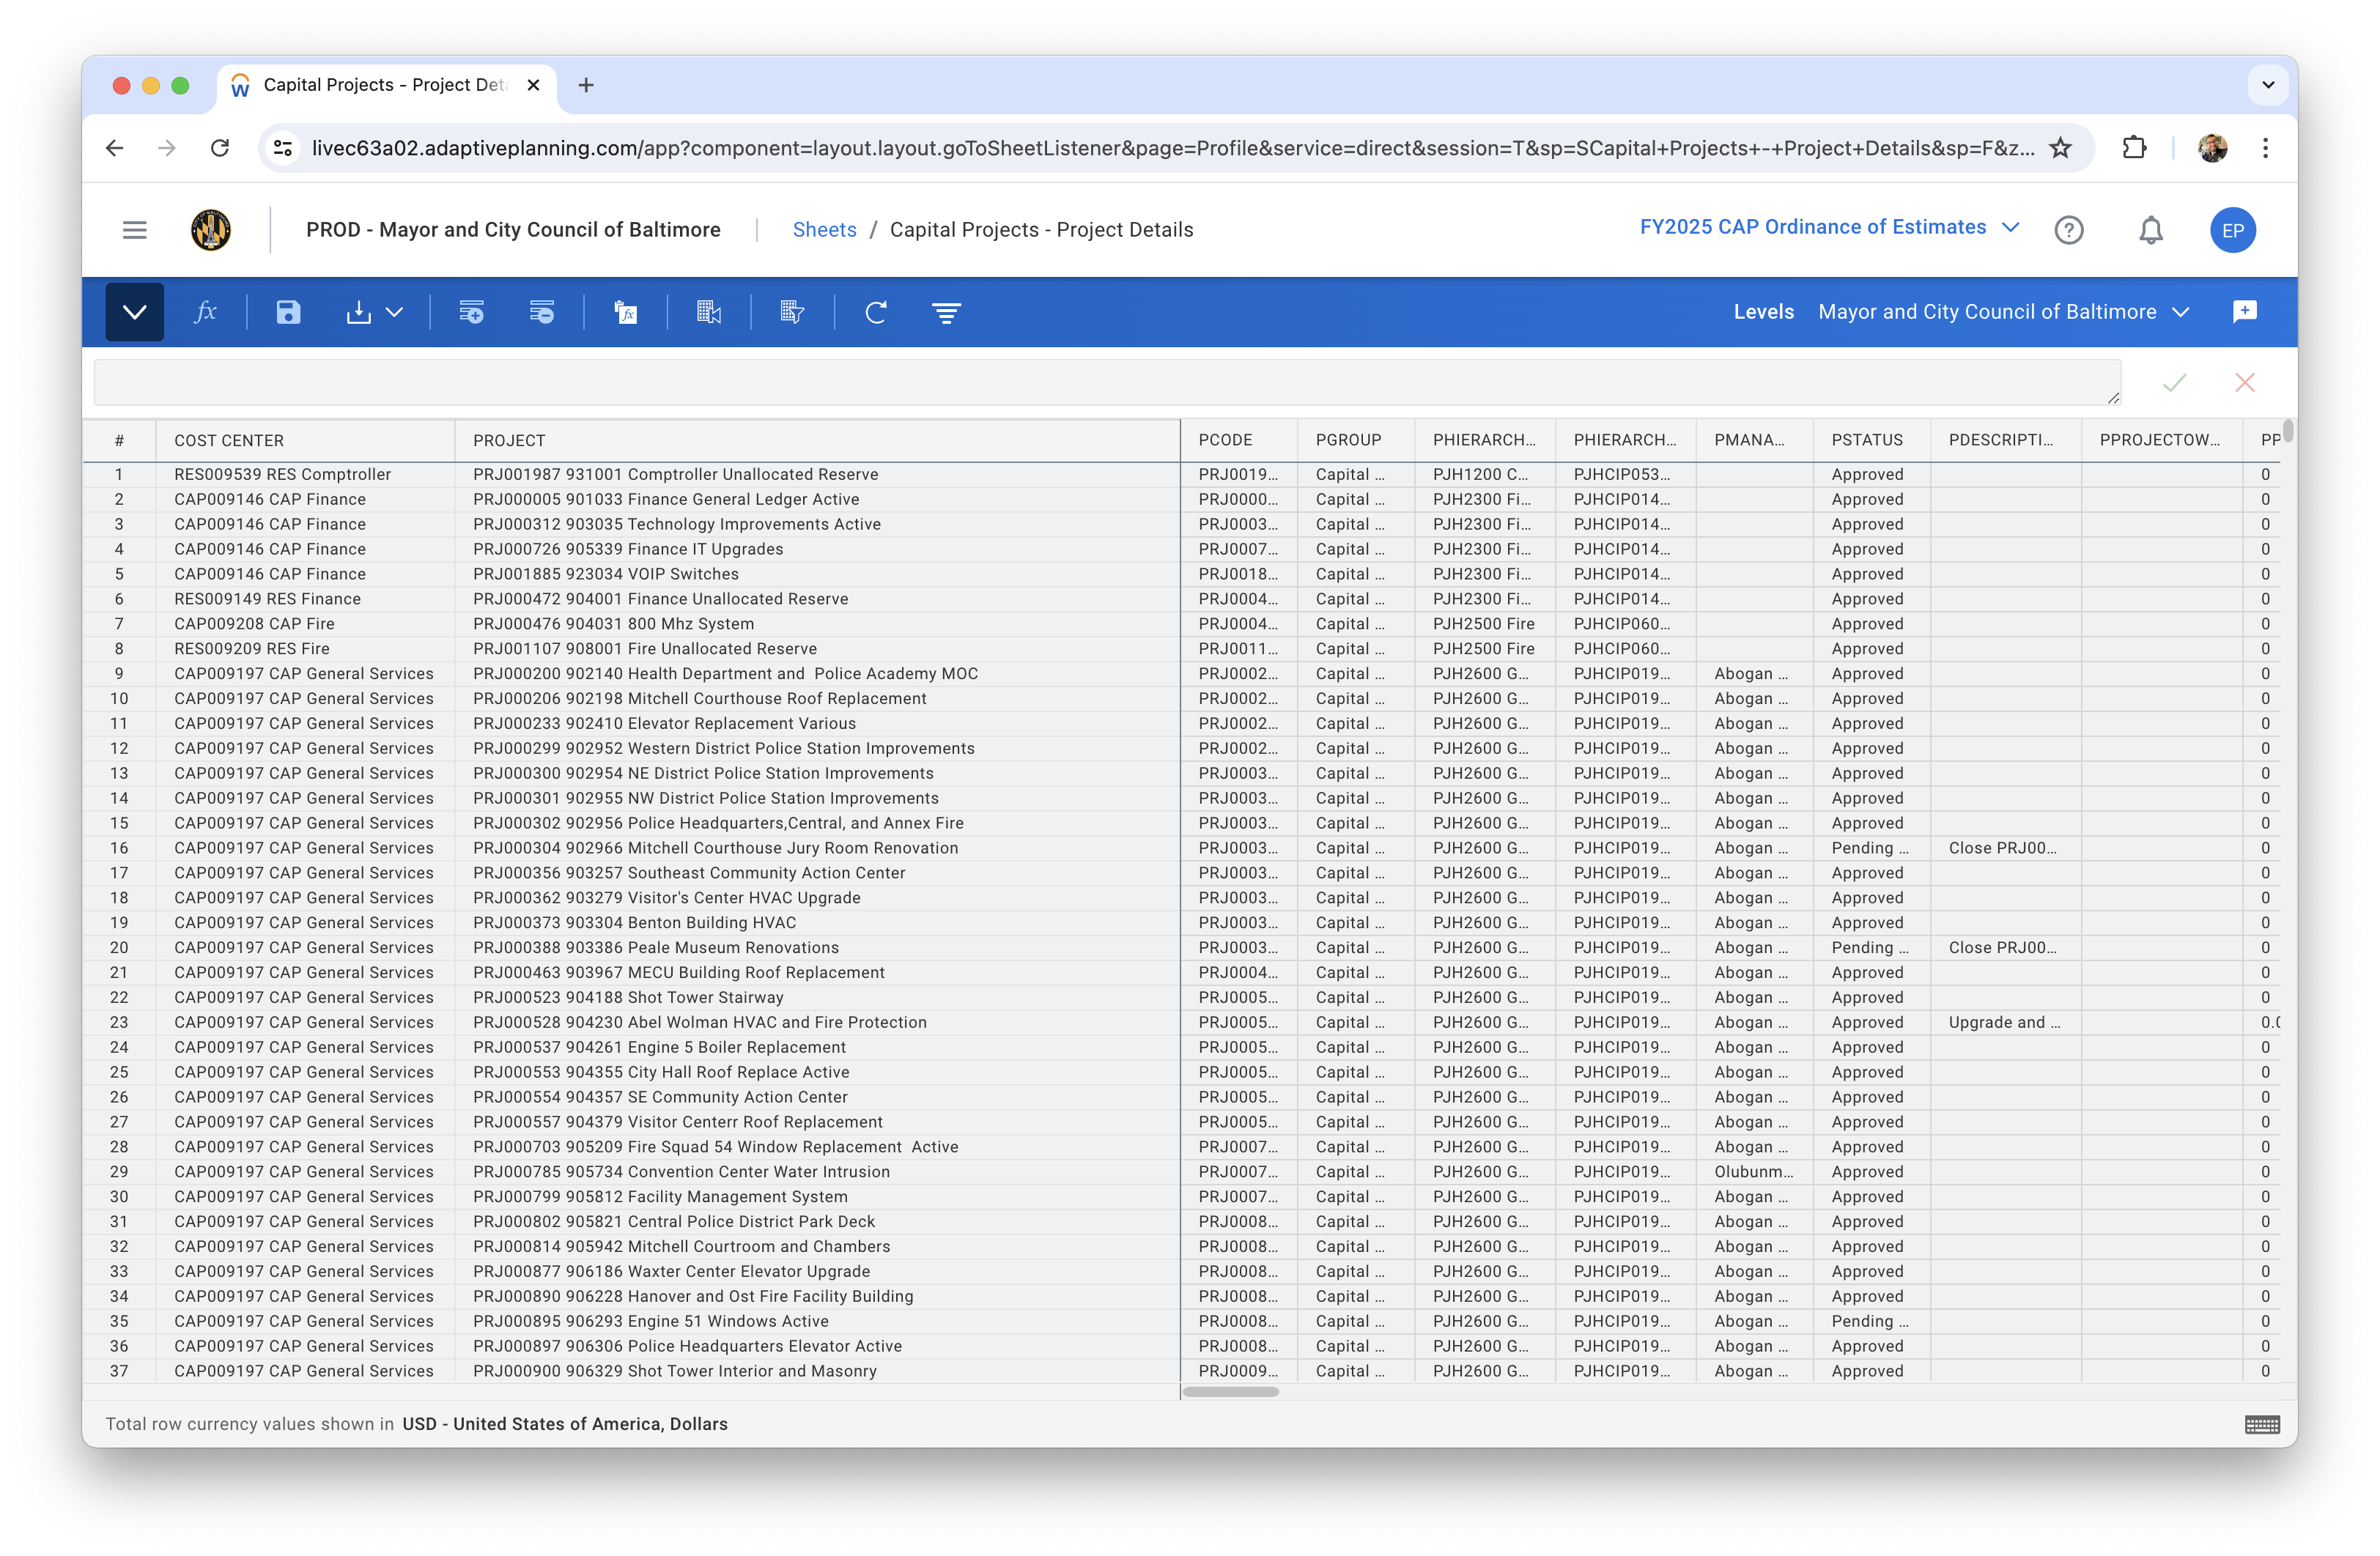 Capital Projects - Project Det
livec63a02.adaptiveplanning.com/app?component=layout.layout.goToSheetListener&page=Profile&service=direct&session=T&sp=SCapital+Projects+-+Project+Details&sp=F&z...
PROD - Mayor and City Council of Baltimore Sheets / Capital Projects - Project Details FY2025 CAP Ordinance of Estimates EP
Levels Mayor and City Council of Baltimore
# COST CENTER PROJECT PCODE PGROUP PHIERARCH... PHIERARCH... PMANA... PSTATUS PDESCRIPTI... PPROJECTOW... PP
1 RES009539 RES Comptroller PRJ001987 931001 Comptroller Unallocated Reserve PRJ0019... Capital ... PJH1200 C... PJHCIP053... Approved 0
2 CAP009146 CAP Finance PRJ000005 901033 Finance General Ledger Active PRJ0000... Capital ... PJH2300 Fi... PJHCIP014... Approved 0
3 CAP009146 CAP Finance PRJ000312 903035 Technology Improvements Active PRJ0003... Capital ... PJH2300 Fi... PJHCIP014... Approved 0
4 CAP009146 CAP Finance PRJ000726 905339 Finance IT Upgrades PRJ0007... Capital ... PJH2300 Fi... PJHCIP014... Approved 0
5 CAP009146 CAP Finance PRJ001885 923034 VOIP Switches PRJ0018... Capital ... PJH2300 Fi... PJHCIP014... Approved 0
6 RES009149 RES Finance PRJ000472 904001 Finance Unallocated Reserve PRJ0004... Capital ... PJH2300 Fi... PJHCIP014... Approved 0
7 CAP009208 CAP Fire PRJ000476 904031 800 Mhz System PRJ0004... Capital ... PJH2500 Fire PJHCIP060... Approved 0
8 RES009209 RES Fire PRJ001107 908001 Fire Unallocated Reserve PRJ0011... Capital ... PJH2500 Fire PJHCIP060... Approved 0
9 CAP009197 CAP General Services PRJ000200 902140 Health Department and  Police Academy MOC PRJ0002... Capital ... PJH2600 G... PJHCIP019... Abogan ... Approved 0
10 CAP009197 CAP General Services PRJ000206 902198 Mitchell Courthouse Roof Replacement PRJ0002... Capital ... PJH2600 G... PJHCIP019... Abogan ... Approved 0
11 CAP009197 CAP General Services PRJ000233 902410 Elevator Replacement Various PRJ0002... Capital ... PJH2600 G... PJHCIP019... Abogan ... Approved 0
12 CAP009197 CAP General Services PRJ000299 902952 Western District Police Station Improvements PRJ0002... Capital ... PJH2600 G... PJHCIP019... Abogan ... Approved 0
13 CAP009197 CAP General Services PRJ000300 902954 NE District Police Station Improvements PRJ0003... Capital ... PJH2600 G... PJHCIP019... Abogan ... Approved 0
14 CAP009197 CAP General Services PRJ000301 902955 NW District Police Station Improvements PRJ0003... Capital ... PJH2600 G... PJHCIP019... Abogan ... Approved 0
15 CAP009197 CAP General Services PRJ000302 902956 Police Headquarters,Central, and Annex Fire PRJ0003... Capital ... PJH2600 G... PJHCIP019... Abogan ... Approved 0
16 CAP009197 CAP General Services PRJ000304 902966 Mitchell Courthouse Jury Room Renovation PRJ0003... Capital ... PJH2600 G... PJHCIP019... Abogan ... Pending ... Close PRJ00... 0
17 CAP009197 CAP General Services PRJ000356 903257 Southeast Community Action Center PRJ0003... Capital ... PJH2600 G... PJHCIP019... Abogan ... Approved 0
18 CAP009197 CAP General Services PRJ000362 903279 Visitor's Center HVAC Upgrade PRJ0003... Capital ... PJH2600 G... PJHCIP019... Abogan ... Approved 0
19 CAP009197 CAP General Services PRJ000373 903304 Benton Building HVAC PRJ0003... Capital ... PJH2600 G... PJHCIP019... Abogan ... Approved 0
20 CAP009197 CAP General Services PRJ000388 903386 Peale Museum Renovations PRJ0003... Capital ... PJH2600 G... PJHCIP019... Abogan ... Pending ... Close PRJ00... 0
21 CAP009197 CAP General Services PRJ000463 903967 MECU Building Roof Replacement PRJ0004... Capital ... PJH2600 G... PJHCIP019... Abogan ... Approved 0
22 CAP009197 CAP General Services PRJ000523 904188 Shot Tower Stairway PRJ0005... Capital ... PJH2600 G... PJHCIP019... Abogan ... Approved 0
23 CAP009197 CAP General Services PRJ000528 904230 Abel Wolman HVAC and Fire Protection PRJ0005... Capital ... PJH2600 G... PJHCIP019... Abogan ... Approved Upgrade and ... 0.0
24 CAP009197 CAP General Services PRJ000537 904261 Engine 5 Boiler Replacement PRJ0005... Capital ... PJH2600 G... PJHCIP019... Abogan ... Approved 0
25 CAP009197 CAP General Services PRJ000553 904355 City Hall Roof Replace Active PRJ0005... Capital ... PJH2600 G... PJHCIP019... Abogan ... Approved 0
26 CAP009197 CAP General Services PRJ000554 904357 SE Community Action Center PRJ0005... Capital ... PJH2600 G... PJHCIP019... Abogan ... Approved 0
27 CAP009197 CAP General Services PRJ000557 904379 Visitor Centerr Roof Replacement PRJ0005... Capital ... PJH2600 G... PJHCIP019... Abogan ... Approved 0
28 CAP009197 CAP General Services PRJ000703 905209 Fire Squad 54 Window Replacement  Active PRJ0007... Capital ... PJH2600 G... PJHCIP019... Abogan ... Approved 0
29 CAP009197 CAP General Services PRJ000785 905734 Convention Center Water Intrusion PRJ0007... Capital ... PJH2600 G... PJHCIP019... Olubunm... Approved 0
30 CAP009197 CAP General Services PRJ000799 905812 Facility Management System PRJ0007... Capital ... PJH2600 G... PJHCIP019... Abogan ... Approved 0
31 CAP009197 CAP General Services PRJ000802 905821 Central Police District Park Deck PRJ0008... Capital ... PJH2600 G... PJHCIP019... Abogan ... Approved 0
32 CAP009197 CAP General Services PRJ000814 905942 Mitchell Courtroom and Chambers PRJ0008... Capital ... PJH2600 G... PJHCIP019... Abogan ... Approved 0
33 CAP009197 CAP General Services PRJ000877 906186 Waxter Center Elevator Upgrade PRJ0008... Capital ... PJH2600 G... PJHCIP019... Abogan ... Approved 0
34 CAP009197 CAP General Services PRJ000890 906228 Hanover and Ost Fire Facility Building PRJ0008... Capital ... PJH2600 G... PJHCIP019... Abogan ... Approved 0
35 CAP009197 CAP General Services PRJ000895 906293 Engine 51 Windows Active PRJ0008... Capital ... PJH2600 G... PJHCIP019... Abogan ... Pending ... 0
36 CAP009197 CAP General Services PRJ000897 906306 Police Headquarters Elevator Active PRJ0008... Capital ... PJH2600 G... PJHCIP019... Abogan ... Approved 0
37 CAP009197 CAP General Services PRJ000900 906329 Shot Tower Interior and Masonry PRJ0009... Capital ... PJH2600 G... PJHCIP019... Abogan ... Approved 0
Total row currency values shown in USD - United States of America, Dollars